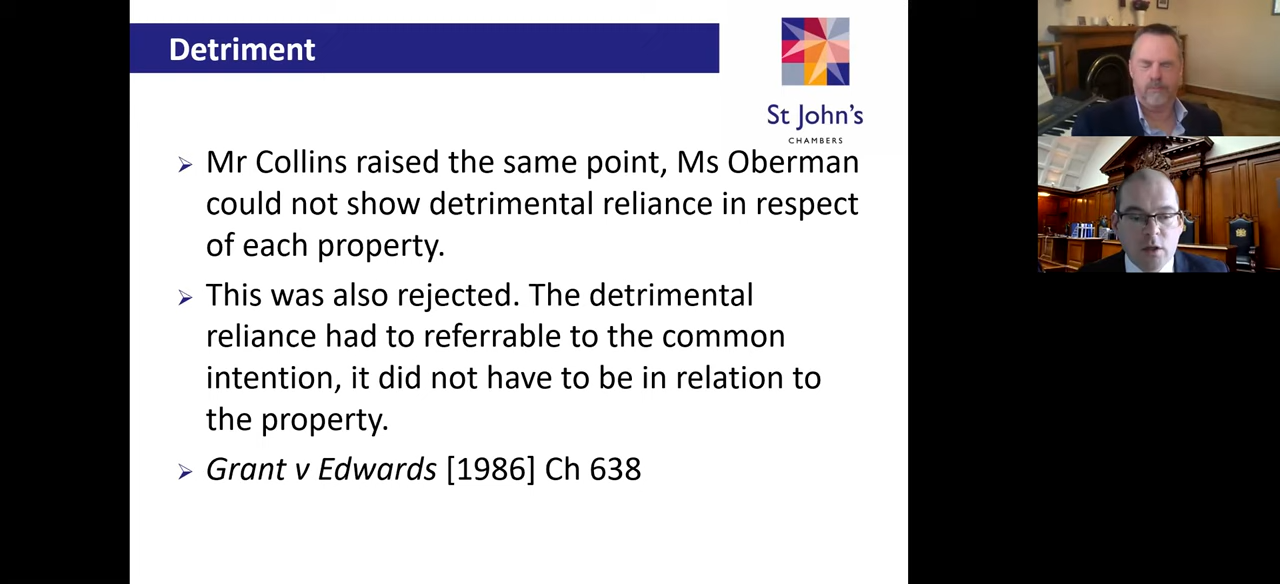 Detriment
St John's
CHAMBERS
Mr Collins raised the same point, Ms Oberman
could not show detrimental reliance in respect
of each property.
This was also rejected. The detrimental
reliance had to referrable to the common
intention, it did not have to be in relation to
the property.
Grant v Edwards [1986] Ch 638